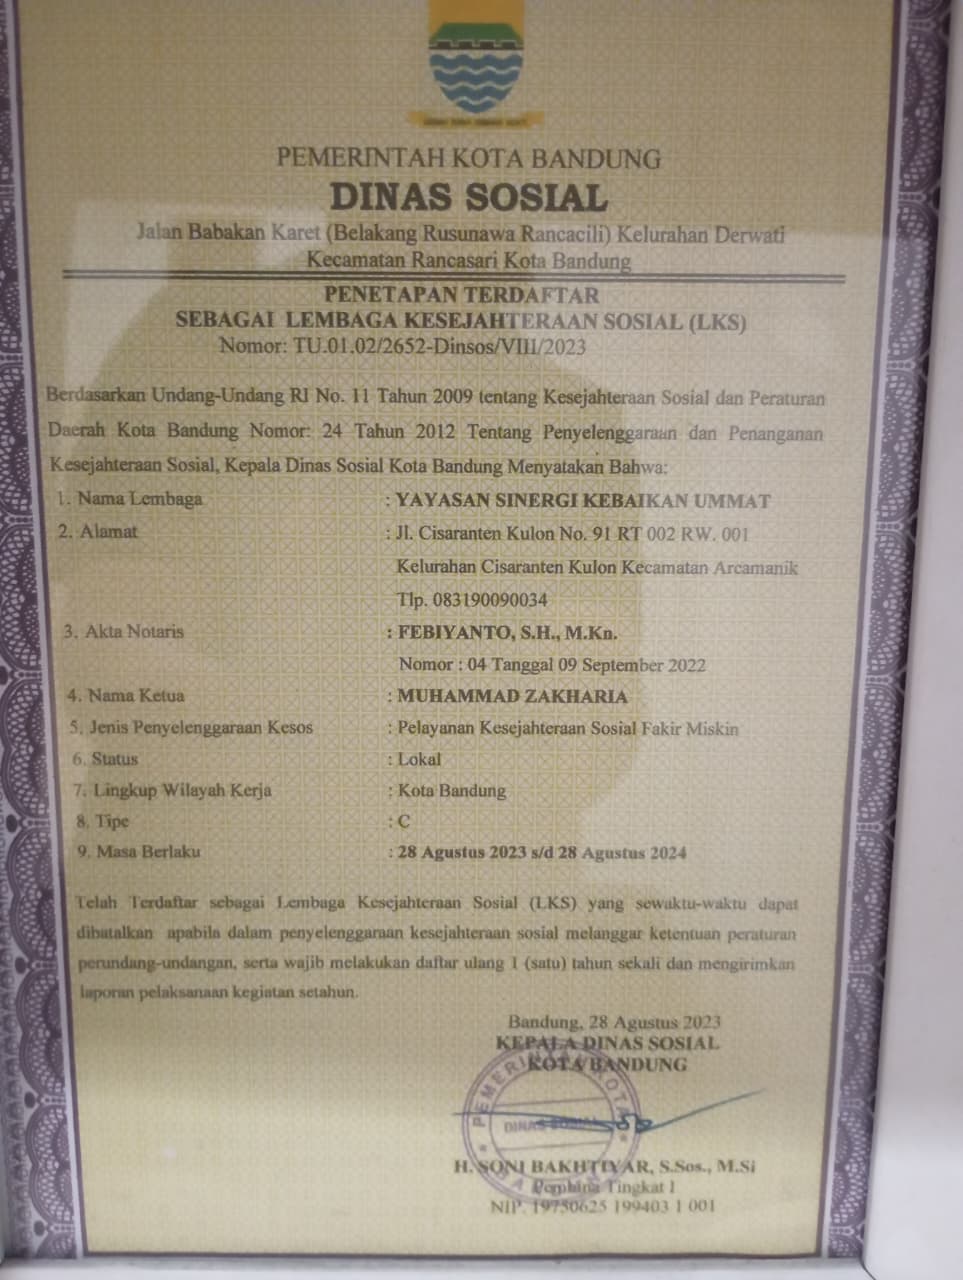 PEMERINTAH KOTA BANDUNG
DINAS SOSIAL
Jalan Babakan Karet (Belakang Rusunawa Rancacili) Kelurahan Derwati
Kecamatan Rancasari Kota Bandung
PENETAPAN TERDAFTAR
SEBAGAI LEMBAGA KESEJAHTERAAN SOSIAL (LKS)
Nomor: TU.01.02/2652-Dinsos/VIII/2023
Berdasarkan Undang-Undang RI No. 11 Tahun 2009 tentang Kesejahteraan Sosial dan Peraturan
Daerah Kota Bandung Nomor: 24 Tahun 2012 Tentang Penyelenggaraan dan Penanganan
Kesejahteraan Sosial, Kepala Dinas Sosial Kota Bandung Menyatakan Bahwa:
1. Nama Lembaga : YAYASAN SINERGI KEBAIKAN UMMAT
2. Alamat : Jl. Cisaranten Kulon No. 91 RT 002 RW. 001
Kelurahan Cisaranten Kulon Kecamatan Arcamanik
Tlp. 083190090034
3. Akta Notaris : FEBIYANTO, S.H., M.Kn.
Nomor : 04 Tanggal 09 September 2022
4. Nama Ketua : MUHAMMAD ZAKHARIA
5. Jenis Penyelenggaraan Kesos : Pelayanan Kesejahteraan Sosial Fakir Miskin
6. Status : Lokal
7. Lingkup Wilayah Kerja : Kota Bandung
8. Tipe : C
9. Masa Berlaku : 28 Agustus 2023 s/d 28 Agustus 2024
Telah Terdaftar sebagai Lembaga Kesejahteraan Sosial (LKS) yang sewaktu-waktu dapat
dibatalkan apabila dalam penyelenggaraan kesejahteraan sosial melanggar ketentuan peraturan
perundang-undangan, serta wajib melakukan daftar ulang 1 (satu) tahun sekali dan mengirimkan
laporan pelaksanaan kegiatan setahun.
Bandung, 28 Agustus 2023
KEPALA DINAS SOSIAL
KOTA BANDUNG
PEMERINTAH KOTA
DINAS SOSIAL
H. SONI BAKHTIYAR, S.Sos., M.Si
Pembina Tingkat I
NIP. 19750625 199403 1 001